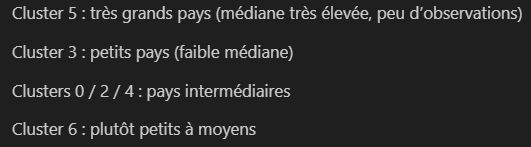 Cluster 5 : très grands pays (médiane très élevée, peu d’observations)
Cluster 3 : petits pays (faible médiane)
Clusters 0 / 2 / 4 : pays intermédiaires
Cluster 6 : plutôt petits à moyens